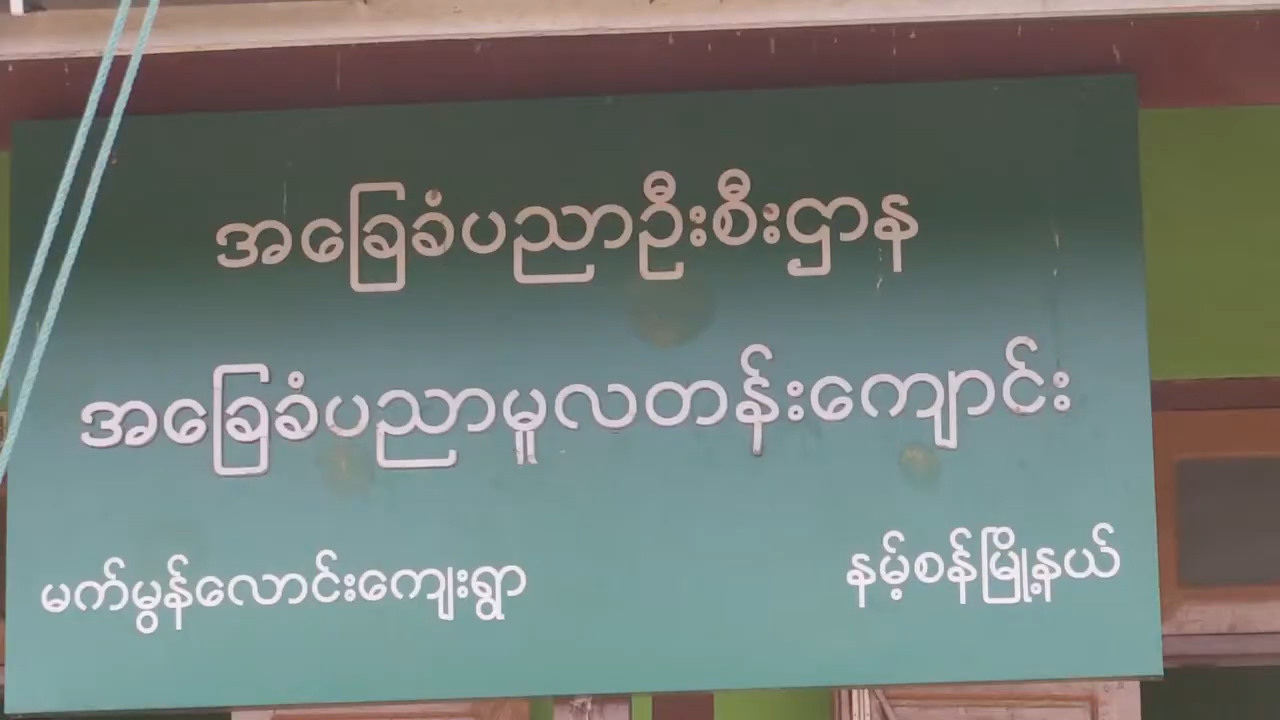 အခြေခံပညာဦးစီးဌာန
အခြေခံပညာမူလတန်းကျောင်း
မက်မွန်လောင်းကျေးရွာ
နမ့်စန်မြို့နယ်